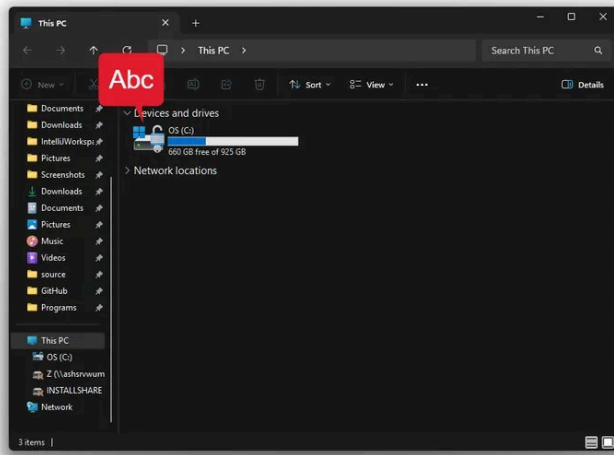 This PC
This PC
Search This PC
New
Sort
View
Details
Abc
Documents
Downloads
IntelliJWorkspa
Pictures
Screenshots
Downloads
Documents
Pictures
Music
Videos
source
GitHub
Programs
This PC
OS (C:)
Z (\\ashsrvwum
INSTALLSHARE
Network
Devices and drives
OS (C:)
660 GB free of 925 GB
Network locations
3 items